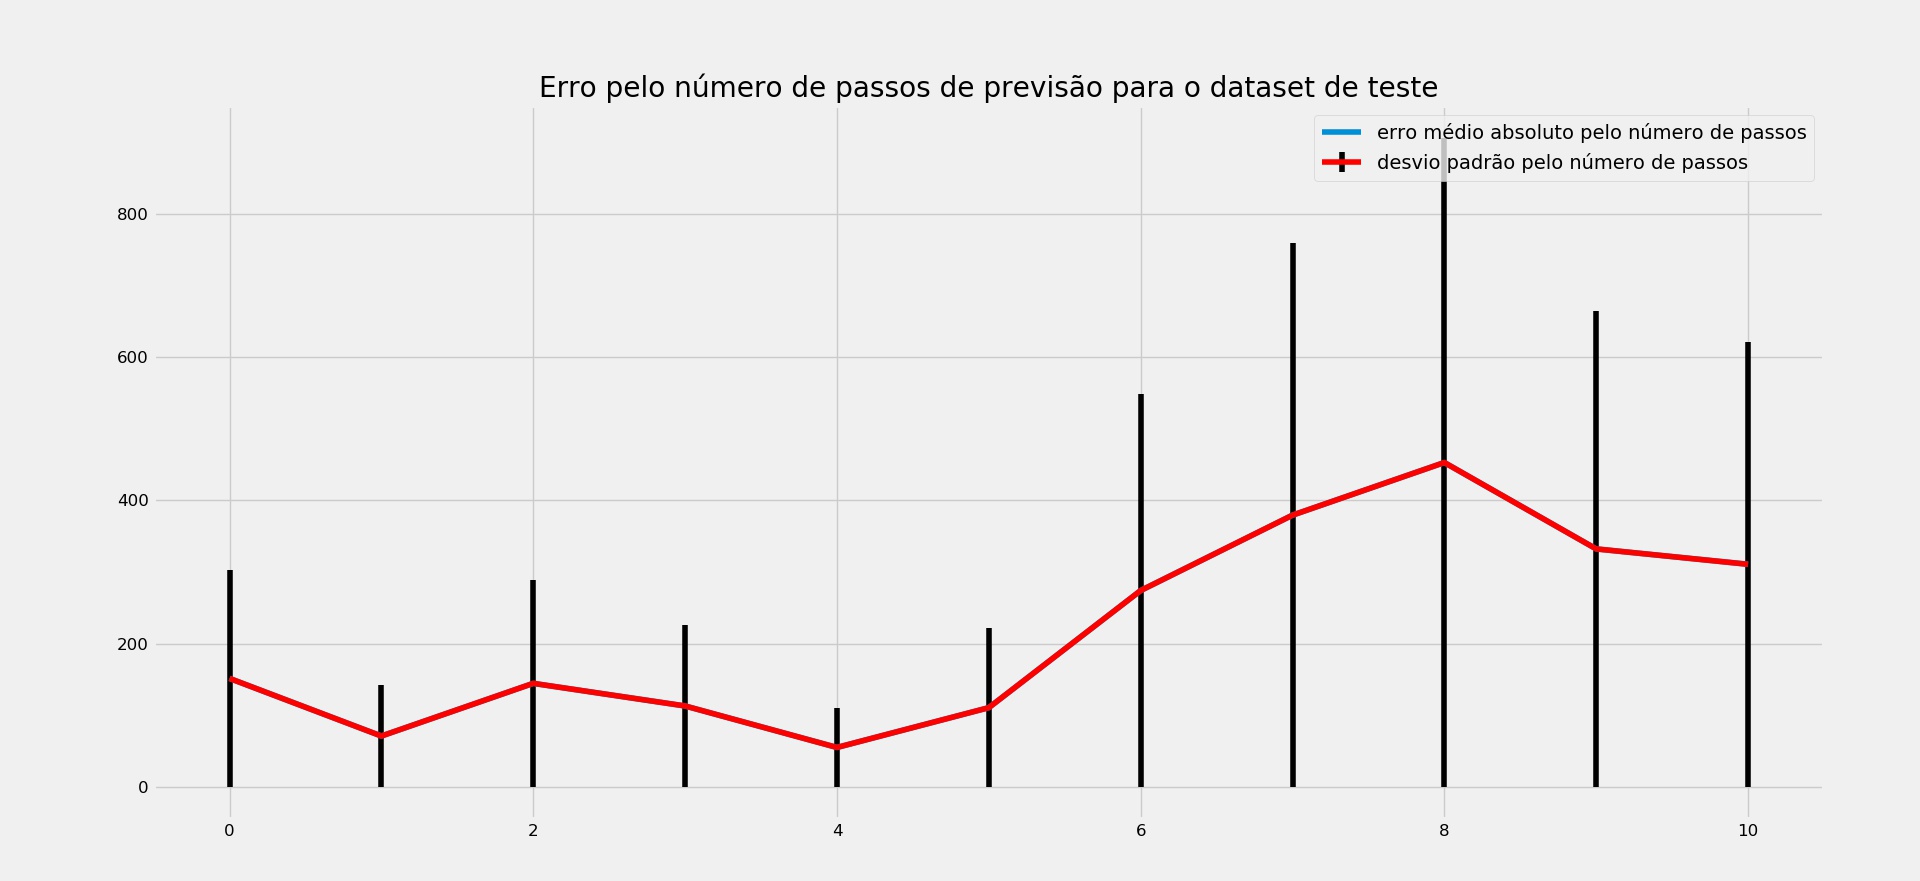 Erro pelo número de passos de previsão para o dataset de teste
erro médio absoluto pelo número de passos
desvio padrão pelo número de passos
800
600
400
200
0
0 2 4 6 8 10